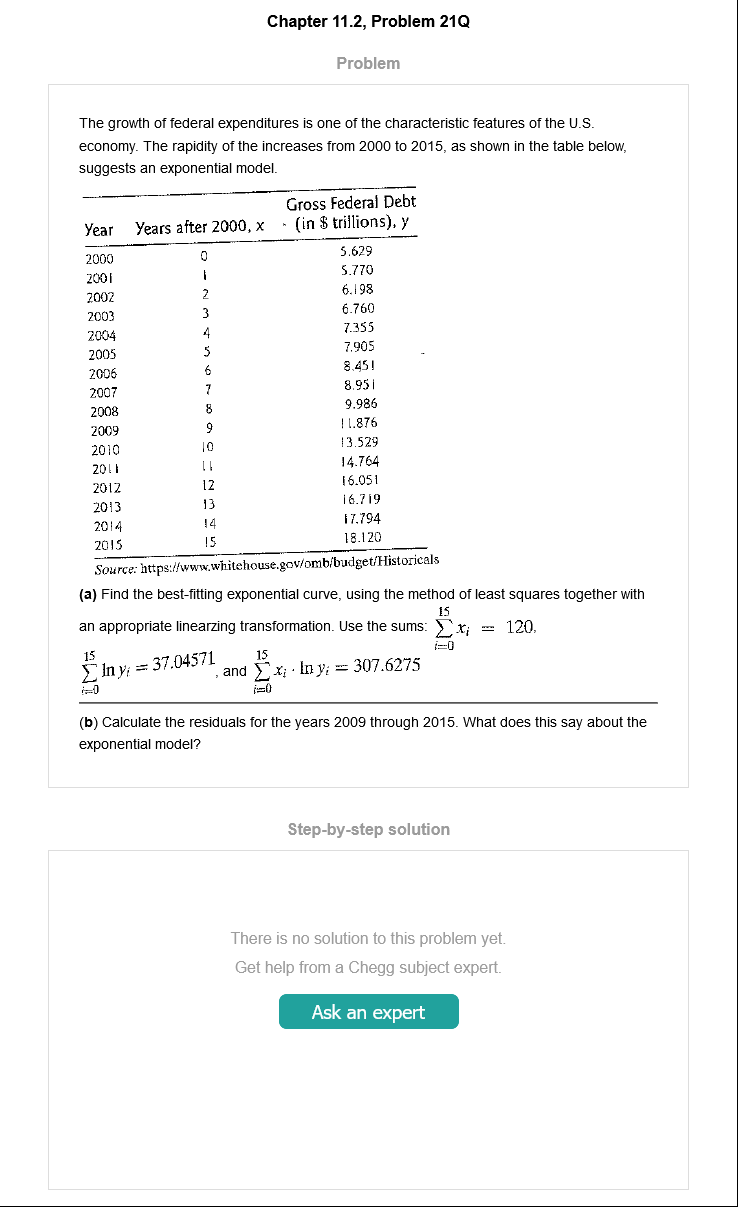 Chapter 11.2, Problem 21Q
Problem
The growth of federal expenditures is one of the characteristic features of the U.S.
economy. The rapidity of the increases from 2000 to 2015, as shown in the table below,
suggests an exponential model.
Gross Federal Debt
Year Years after 2000, x (in $ trillions), y
2000 0 5.629
2001 1 5.770
2002 2 6.198
2003 3 6.760
2004 4 7.355
2005 5 7.905
2006 6 8.451
2007 7 8.951
2008 8 9.986
2009 9 11.876
2010 10 13.529
2011 11 14.764
2012 12 16.051
2013 13 16.719
2014 14 17.794
2015 15 18.120
Source: https://www.whitehouse.gov/omb/budget/Historicals
(a) Find the best-fitting exponential curve, using the method of least squares together with
an appropriate linearzing transformation. Use the sums: ∑_{i=0}^{15} x_i = 120,
∑_{i=0}^{15} ln y_i = 37.04571, and ∑_{i=0}^{15} x_i · ln y_i = 307.6275
(b) Calculate the residuals for the years 2009 through 2015. What does this say about the
exponential model?
Step-by-step solution
There is no solution to this problem yet.
Get help from a Chegg subject expert.
Ask an expert